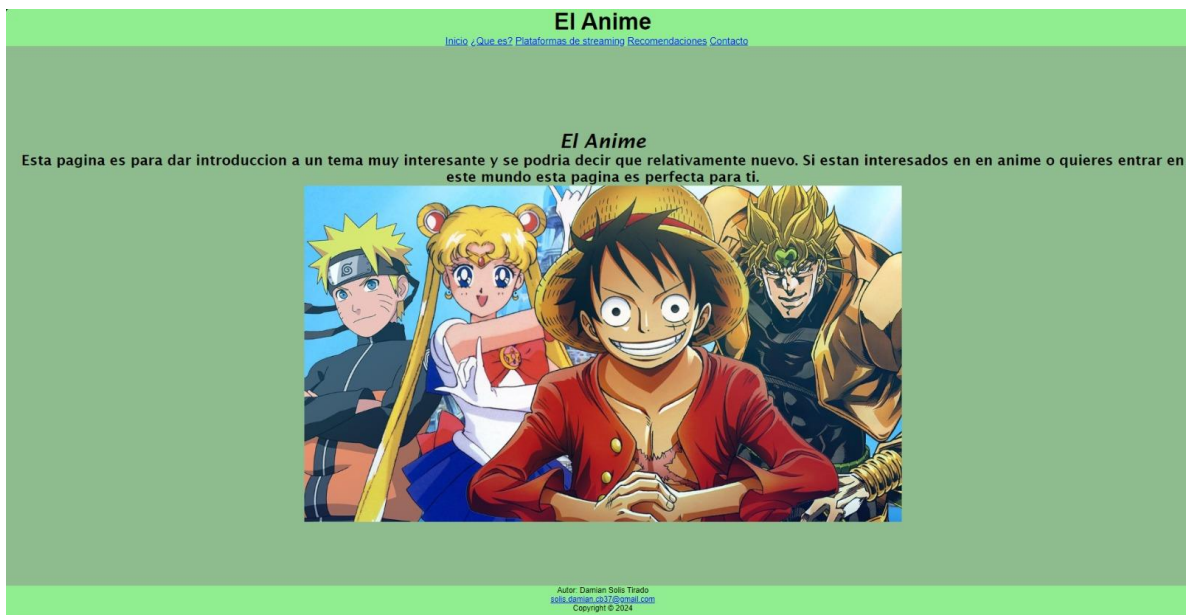 El Anime
Inicio ¿Que es? Plataformas de streaming Recomendaciones Contacto
El Anime
Esta pagina es para dar introduccion a un tema muy interesante y se podria decir que relativamente nuevo. Si estan interesados en en anime o quieres entrar en
este mundo esta pagina es perfecta para ti.
Autor: Damian Solis Tirado
solis.damian.cb37@gmail.com
Copyright © 2024